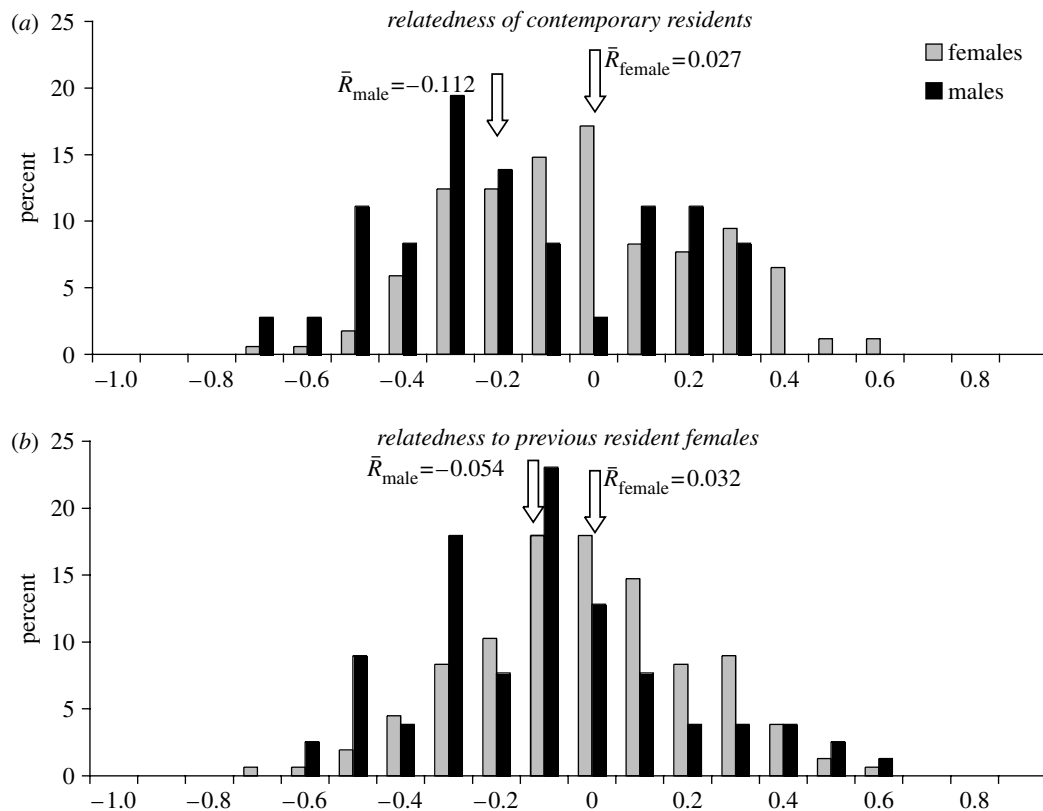 (a)
relatedness of contemporary residents
R̄male=−0.112
R̄female=0.027
females
males
25
20
15
10
5
0
percent
−1.0 −0.8 −0.6 −0.4 −0.2 0 0.2 0.4 0.6 0.8
(b)
relatedness to previous resident females
R̄male=−0.054
R̄female=0.032
25
20
15
10
5
0
percent
−1.0 −0.8 −0.6 −0.4 −0.2 0 0.2 0.4 0.6 0.8